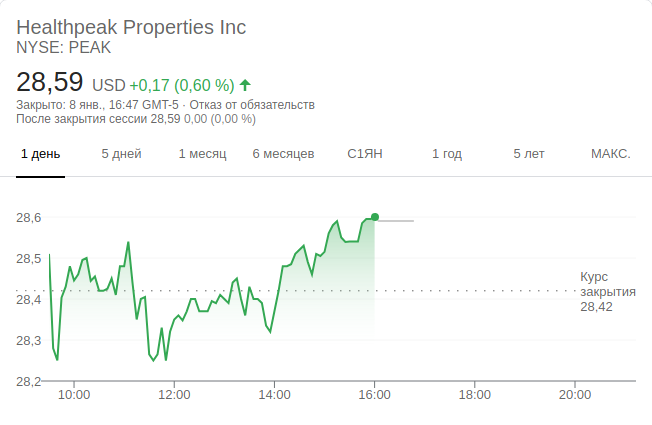 Healthpeak Properties Inc
NYSE: PEAK
28,59 USD +0,17 (0,60 %)
Закрыто: 8 янв., 16:47 GMT-5 · Отказ от обязательств
После закрытия сессии 28,59 0,00 (0,00 %)
1 день 5 дней 1 месяц 6 месяцев С1ЯН 1 год 5 лет МАКС.
28,6
28,5
28,4
28,3
28,2
Курс
закрытия
28,42
10:00 12:00 14:00 16:00 18:00 20:00